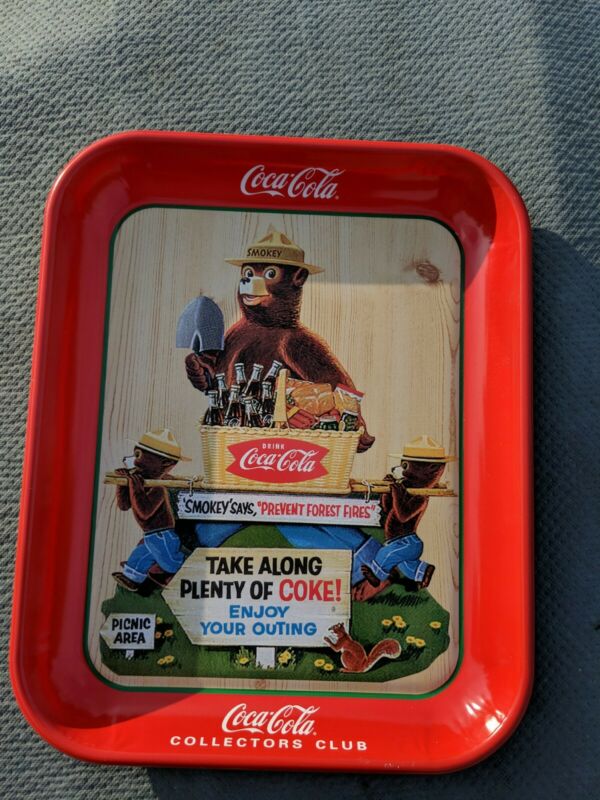 Coca-Cola
SMOKEY
DRINK
Coca-Cola
'SMOKEY' SAYS, "PREVENT FOREST FIRES"
TAKE ALONG
PLENTY OF COKE!
ENJOY
YOUR OUTING
PICNIC
AREA
Coca-Cola
COLLECTORS CLUB